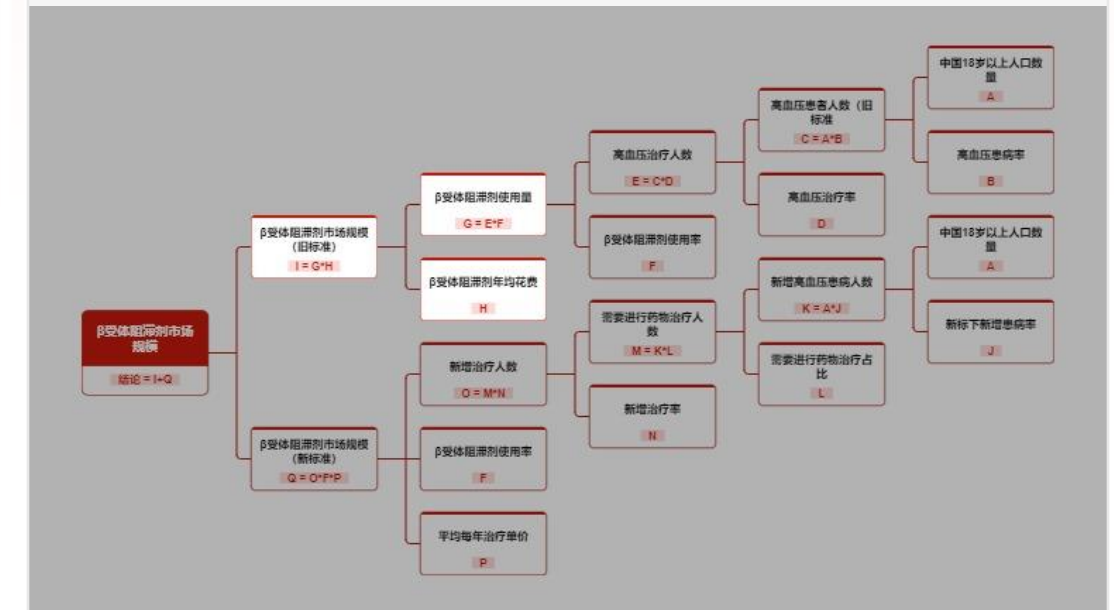 中国18岁以上人口数
量
A
高血压患者人数（旧
标准
C = A*B
高血压治疗人数
E = C*D
高血压患病率
B
β受体阻滞剂使用量
G = E*F
高血压治疗率
D
β受体阻滞剂市场规模
（旧标准）
I = G*H
β受体阻滞剂使用率
F
中国18岁以上人口数
量
A
β受体阻滞剂年均花费
H
新增高血压患病人数
K = A*J
β受体阻滞剂市场
规模
结论 = I+Q
需要进行药物治疗人
数
M = K*L
新标下新增患病率
J
新增治疗人数
O = M*N
需要进行药物治疗占
比
L
新增治疗率
N
β受体阻滞剂市场规模
（新标准）
Q = O*F*P
β受体阻滞剂使用率
F
平均每年治疗单价
P